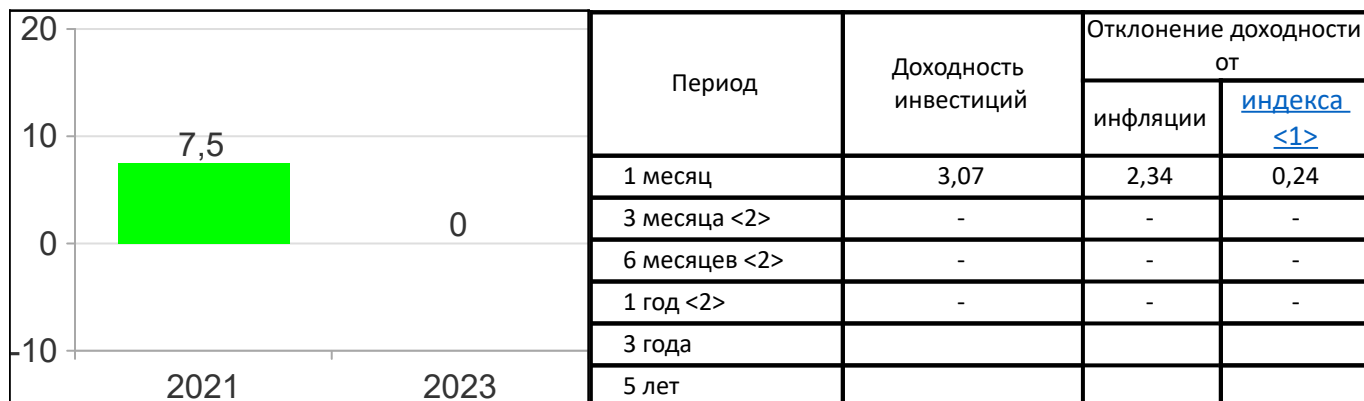 20
10
0
-10
7,5
0
2021
2023
Период
Доходность
инвестиций
Отклонение доходности
от
инфляции
индекса
<1>
1 месяц 3,07 2,34 0,24
3 месяца <2> - - -
6 месяцев <2> - - -
1 год <2> - - -
3 года
5 лет